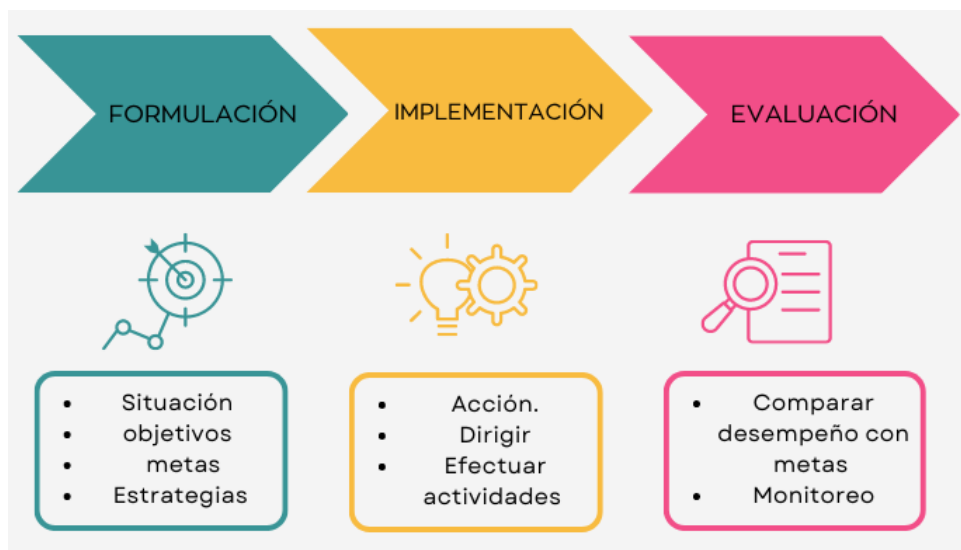 FORMULACIÓN
IMPLEMENTACIÓN
EVALUACIÓN
• Situación
• objetivos
• metas
• Estrategias
• Acción.
• Dirigir
• Efectuar
actividades
• Comparar
desempeño con
metas
• Monitoreo